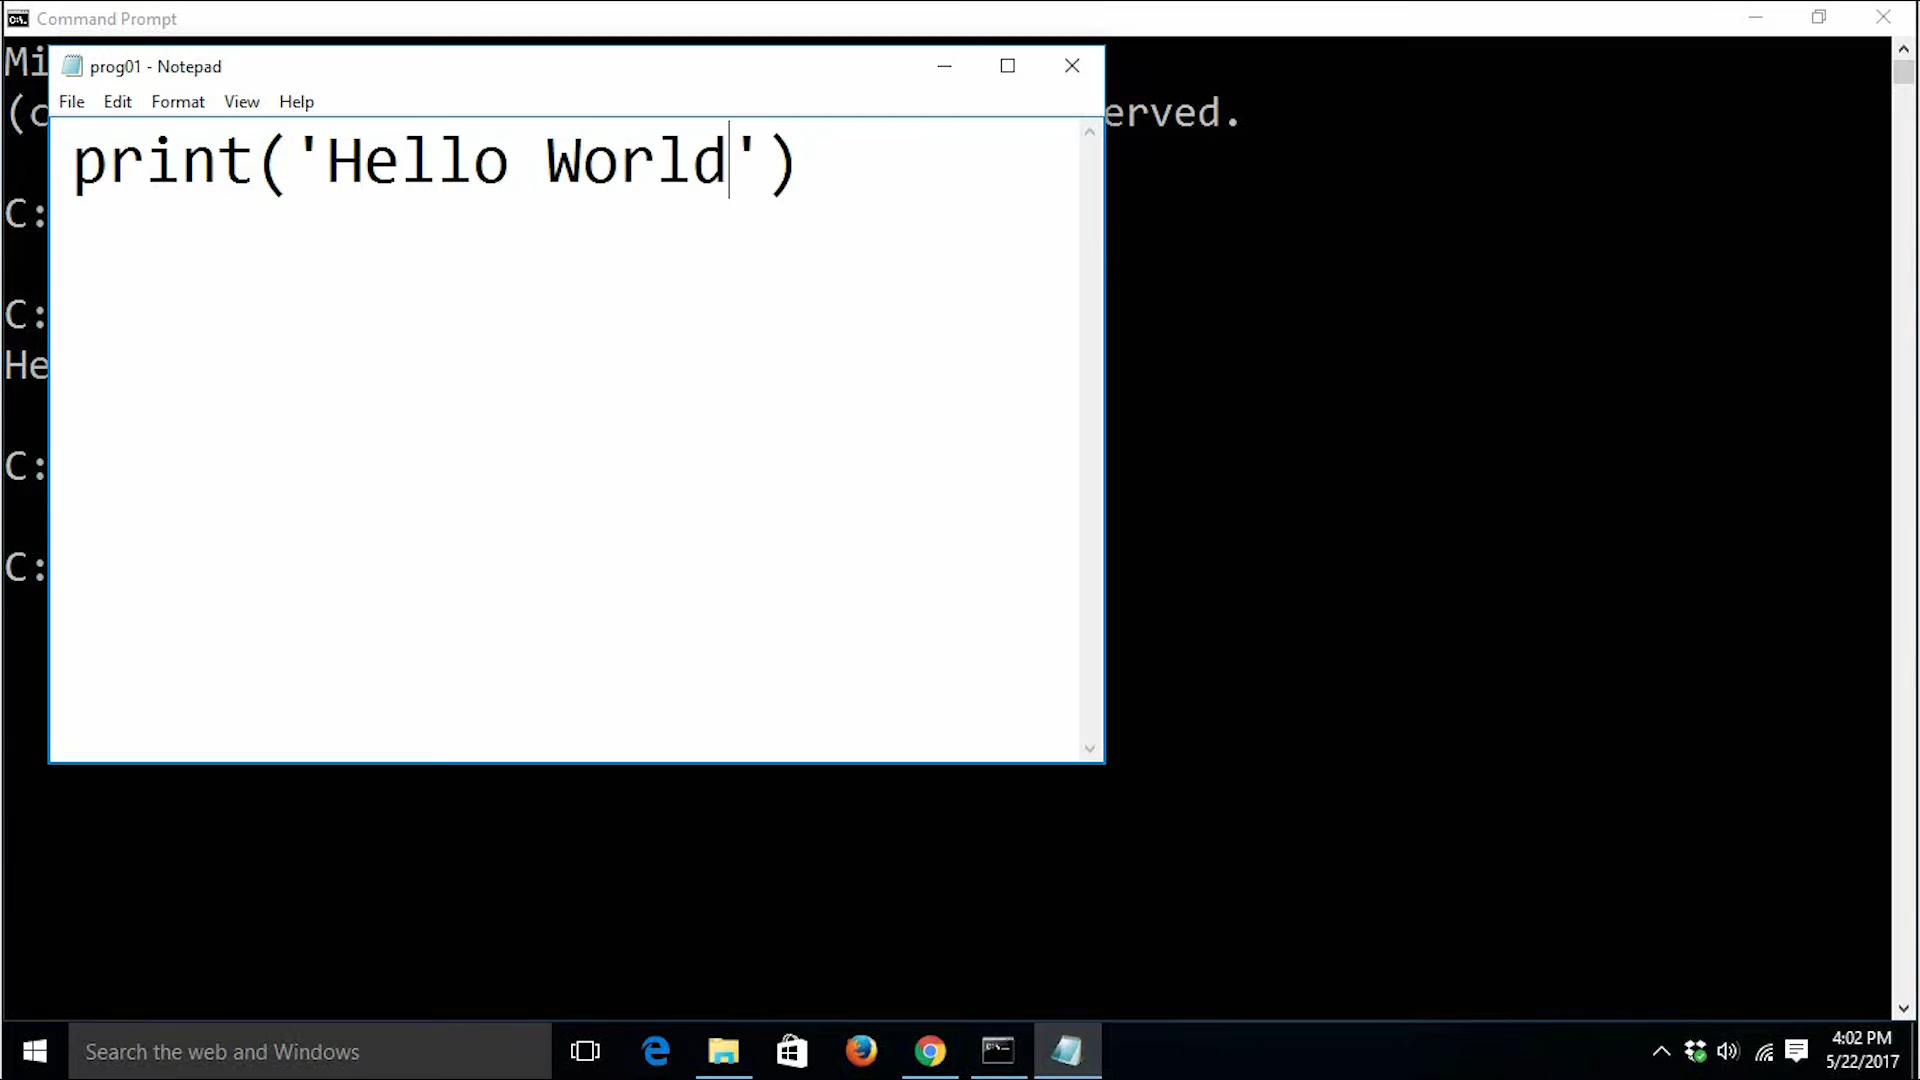 Command Prompt
Mi
prog01 - Notepad
File Edit Format View Help
(c
erved.
print('Hello World')
C:
C:
He
C:
C:
Search the web and Windows
4:02 PM
5/22/2017